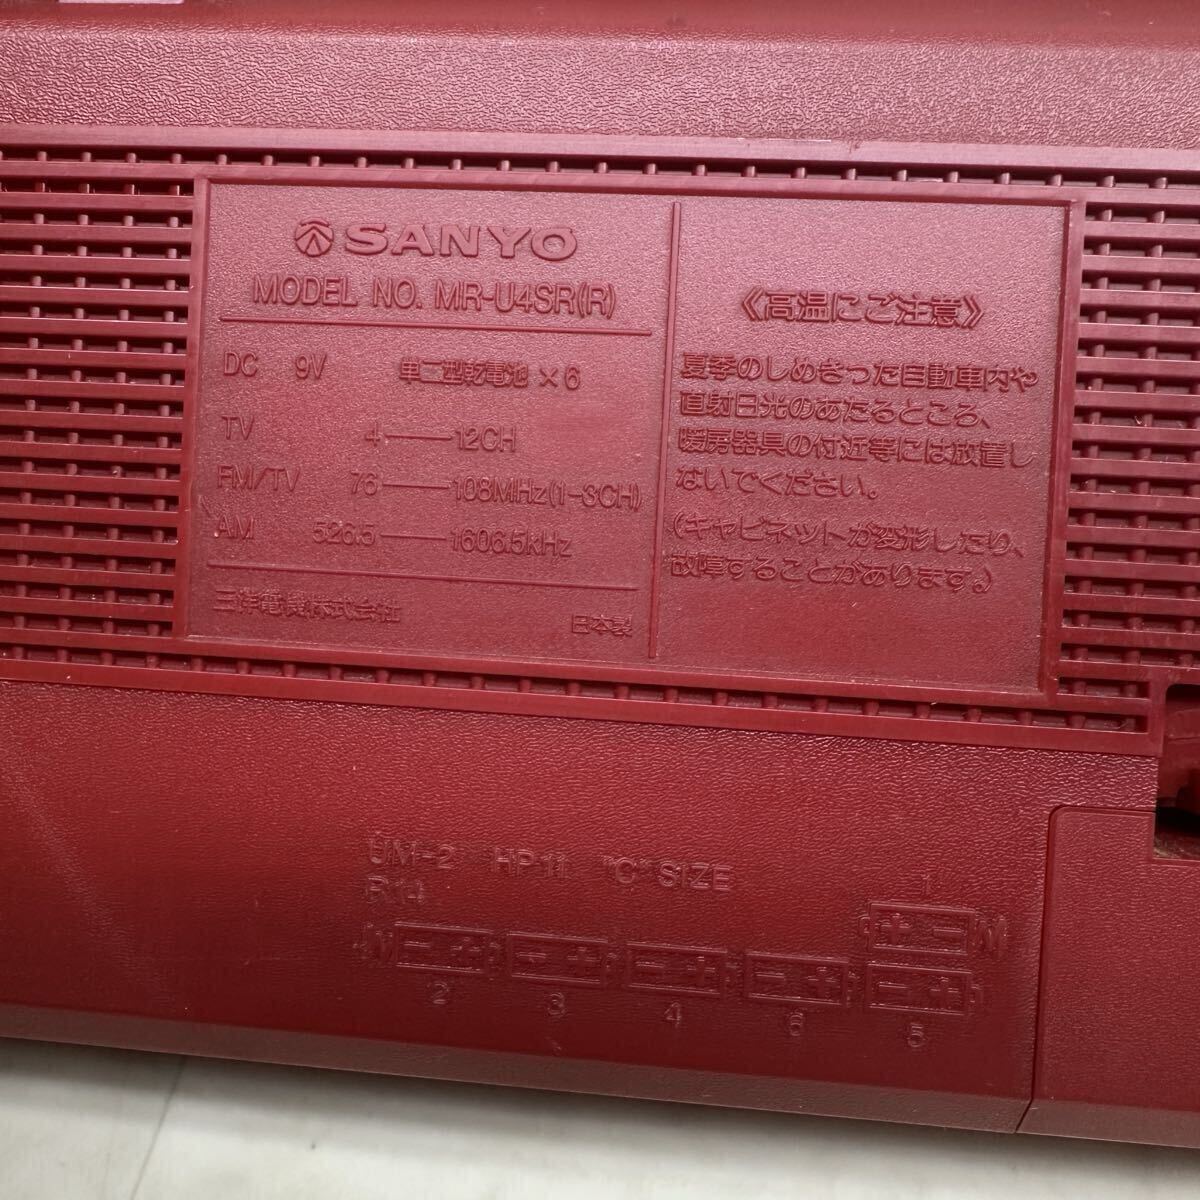 SANYO
MODEL NO. MR-U4SR(R)
DC 9V 単二型乾電池×6
TV 4——12CH
FM/TV 76——108MHz(1-3CH)
AM 526.5——1606.5kHz
三洋電機株式会社 日本製
《高温にご注意》
夏季のしめきった自動車内や
直射日光のあたるところ、
暖房器具の付近等には放置し
ないでください。
(キャビネットが変形したり、
故障することがあります。)
UM-2 HP11 "C" SIZE
R14
1
+ −
− + − + − + − + − +
2 3 4 6 5